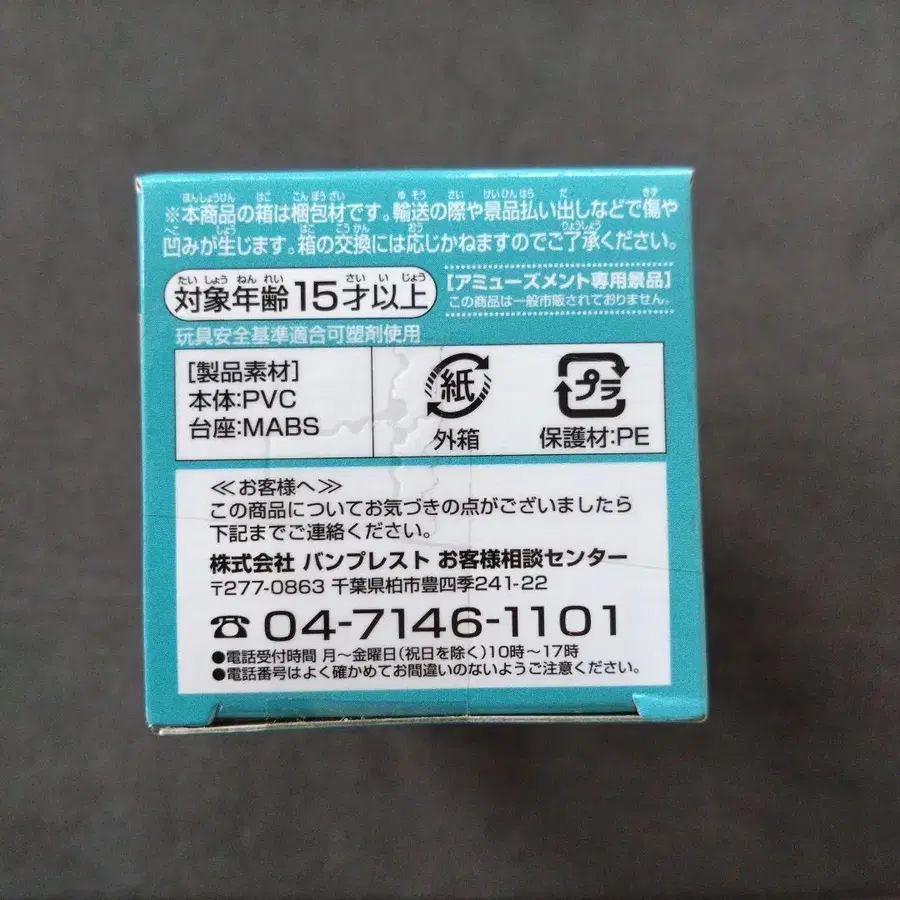 ※本商品の箱は梱包材です。輸送の際や景品払い出しなどで傷や
凹みが生じます。箱の交換には応じかねますのでご了承ください。
対象年齢15才以上
[アミューズメント専用景品]
この商品は一般市販されておりません。
玩具安全基準適合可塑剤使用
[製品素材]
本体:PVC
台座:MABS
紙
外箱
プラ
保護材:PE
≪お客様へ≫
この商品についてお気づきの点がございましたら
下記までご連絡ください。
株式会社 バンプレスト お客様相談センター
〒277-0863 千葉県柏市豊四季241-22
☎04-7146-1101
●電話受付時間 月〜金曜日(祝日を除く)10時〜17時
●電話番号はよく確かめてお間違いのないようご注意ください。